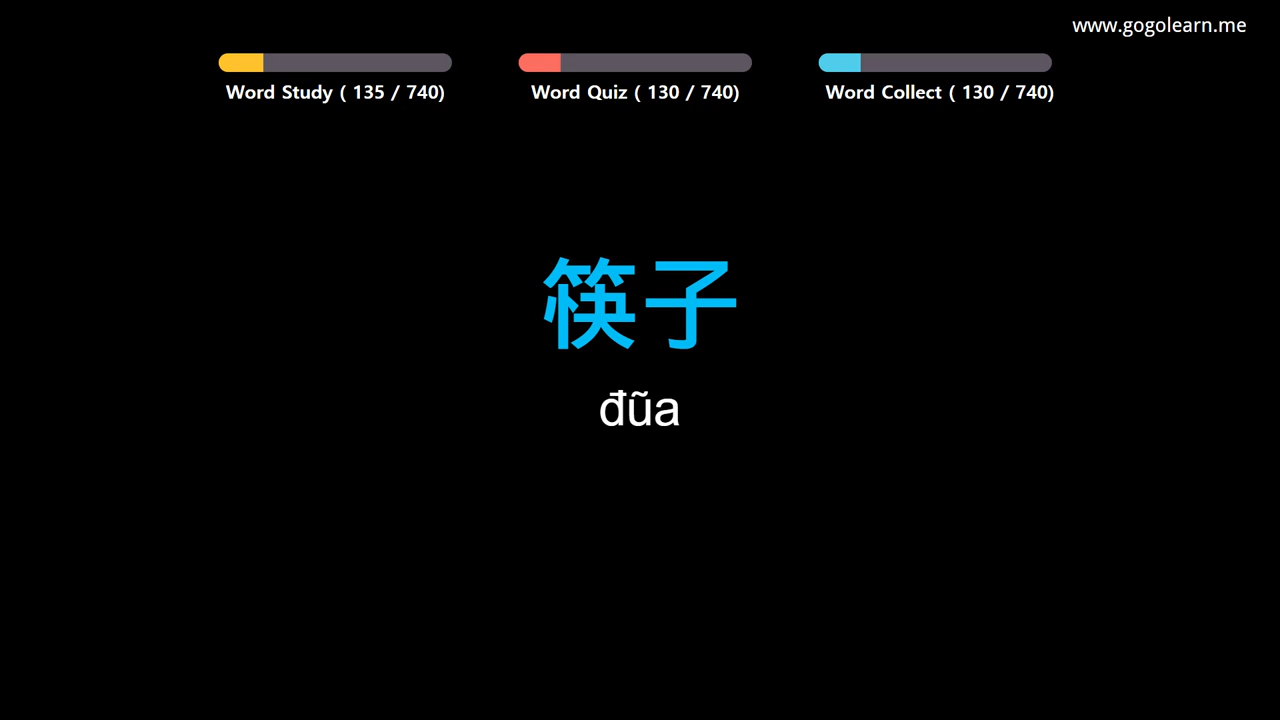 www.gogolearn.me
Word Study ( 135 / 740)
Word Quiz ( 130 / 740)
Word Collect ( 130 / 740)
筷子
đũa